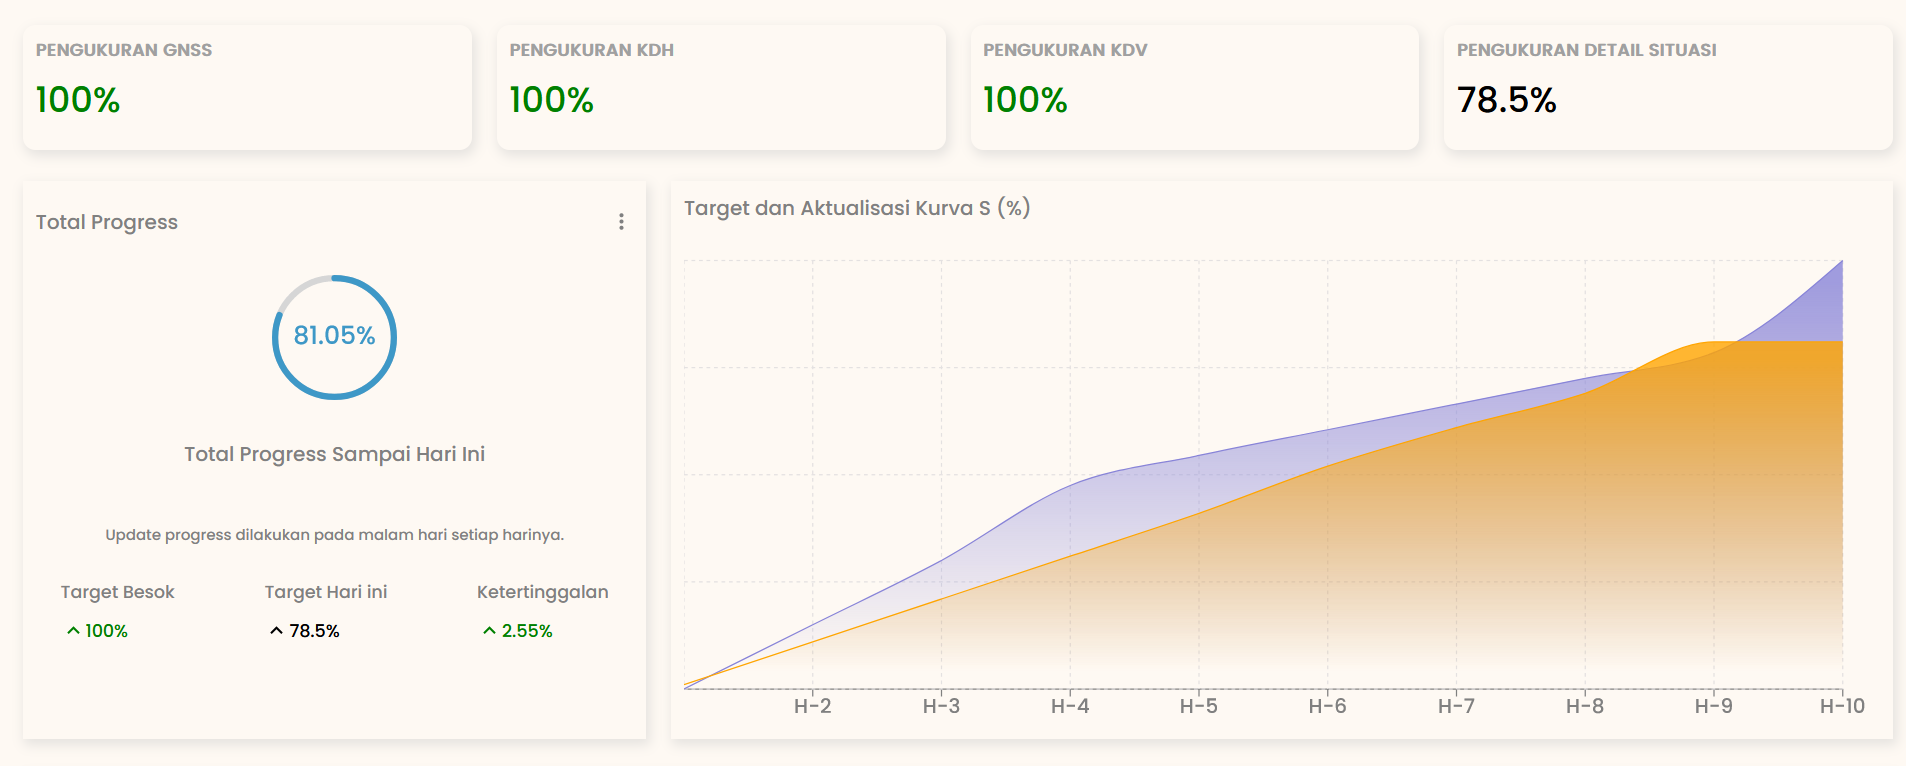 PENGUKURAN GNSS
100%
PENGUKURAN KDH
100%
PENGUKURAN KDV
100%
PENGUKURAN DETAIL SITUASI
78.5%
Total Progress
81.05%
Total Progress Sampai Hari Ini
Update progress dilakukan pada malam hari setiap harinya.
Target Besok
100%
Target Hari ini
78.5%
Ketertinggalan
2.55%
Target dan Aktualisasi Kurva S (%)
H-2
H-3
H-4
H-5
H-6
H-7
H-8
H-9
H-10